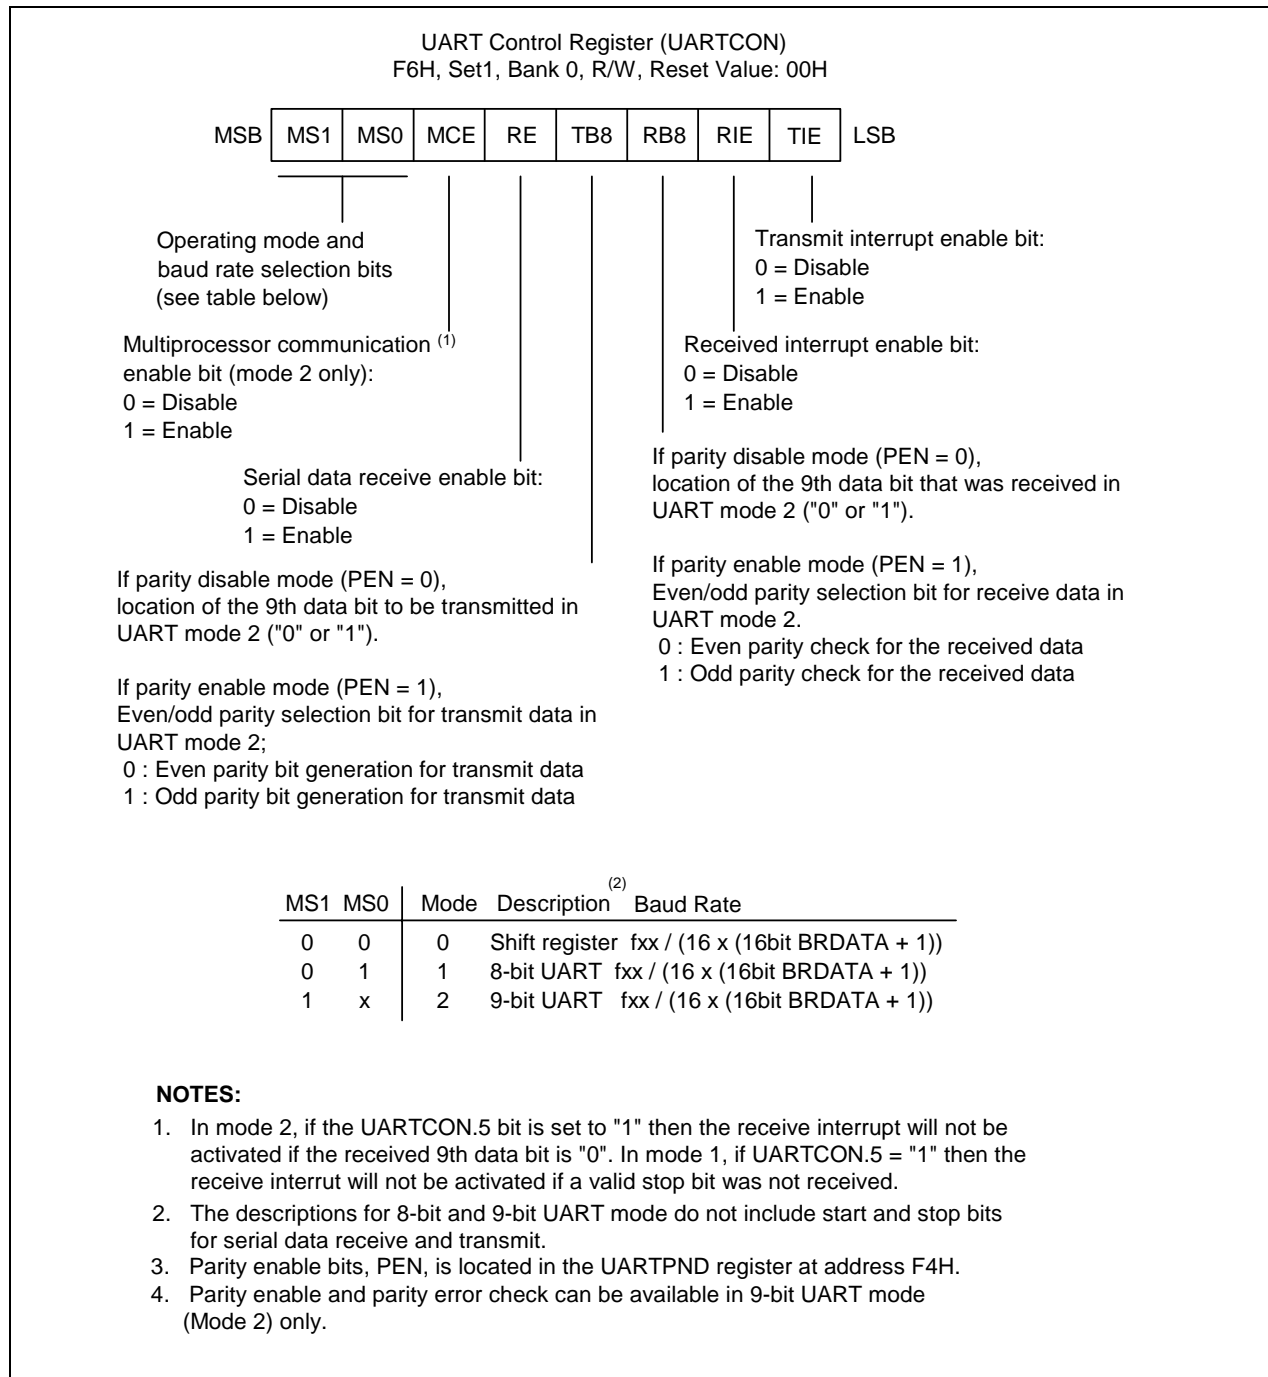 UART Control Register (UARTCON)
F6H, Set1, Bank 0, R/W, Reset Value: 00H
MSB MS1 MS0 MCE RE TB8 RB8 RIE TIE LSB
Operating mode and
baud rate selection bits
(see table below)
Transmit interrupt enable bit:
0 = Disable
1 = Enable
Multiprocessor communication (1)
enable bit (mode 2 only):
0 = Disable
1 = Enable
Received interrupt enable bit:
0 = Disable
1 = Enable
Serial data receive enable bit:
0 = Disable
1 = Enable
If parity disable mode (PEN = 0),
location of the 9th data bit that was received in
UART mode 2 ("0" or "1").
If parity enable mode (PEN = 1),
Even/odd parity selection bit for receive data in
UART mode 2.
0 : Even parity check for the received data
1 : Odd parity check for the received data
If parity disable mode (PEN = 0),
location of the 9th data bit to be transmitted in
UART mode 2 ("0" or "1").
If parity enable mode (PEN = 1),
Even/odd parity selection bit for transmit data in
UART mode 2;
0 : Even parity bit generation for transmit data
1 : Odd parity bit generation for transmit data
MS1 MS0 Mode Description (2) Baud Rate
0 0 0 Shift register fxx / (16 x (16bit BRDATA + 1))
0 1 1 8-bit UART fxx / (16 x (16bit BRDATA + 1))
1 x 2 9-bit UART fxx / (16 x (16bit BRDATA + 1))
NOTES:
1. In mode 2, if the UARTCON.5 bit is set to "1" then the receive interrupt will not be
activated if the received 9th data bit is "0". In mode 1, if UARTCON.5 = "1" then the
receive interrut will not be activated if a valid stop bit was not received.
2. The descriptions for 8-bit and 9-bit UART mode do not include start and stop bits
for serial data receive and transmit.
3. Parity enable bits, PEN, is located in the UARTPND register at address F4H.
4. Parity enable and parity error check can be available in 9-bit UART mode
(Mode 2) only.